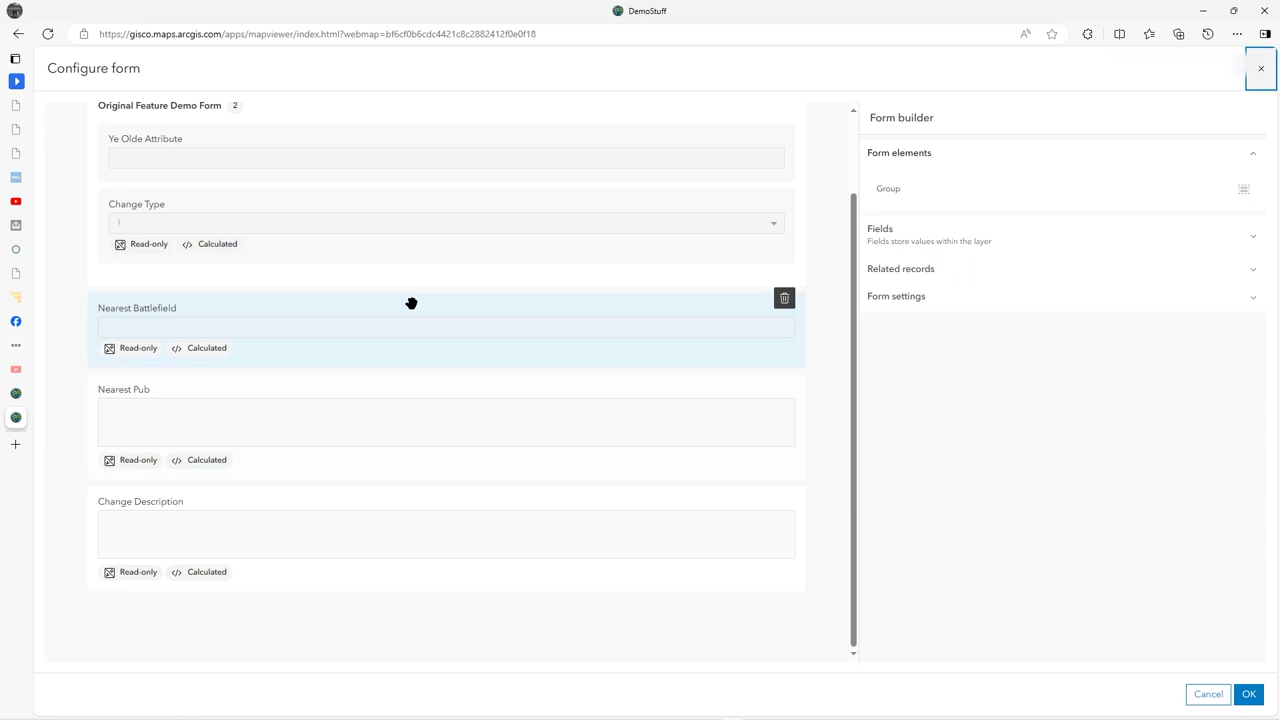 DemoStuff
https://gisco.maps.arcgis.com/apps/mapviewer/index.html?webmap=bf6cf0b6cdc4421c8c2882412f0e0f18
Configure form
Original Feature Demo Form 2
Ye Olde Attribute
Change Type
!
Read-only </> Calculated
Nearest Battlefield
Read-only </> Calculated
Nearest Pub
Read-only </> Calculated
Change Description
Read-only </> Calculated
Form builder
Form elements
Group
Fields
Fields store values within the layer
Related records
Form settings
Cancel OK